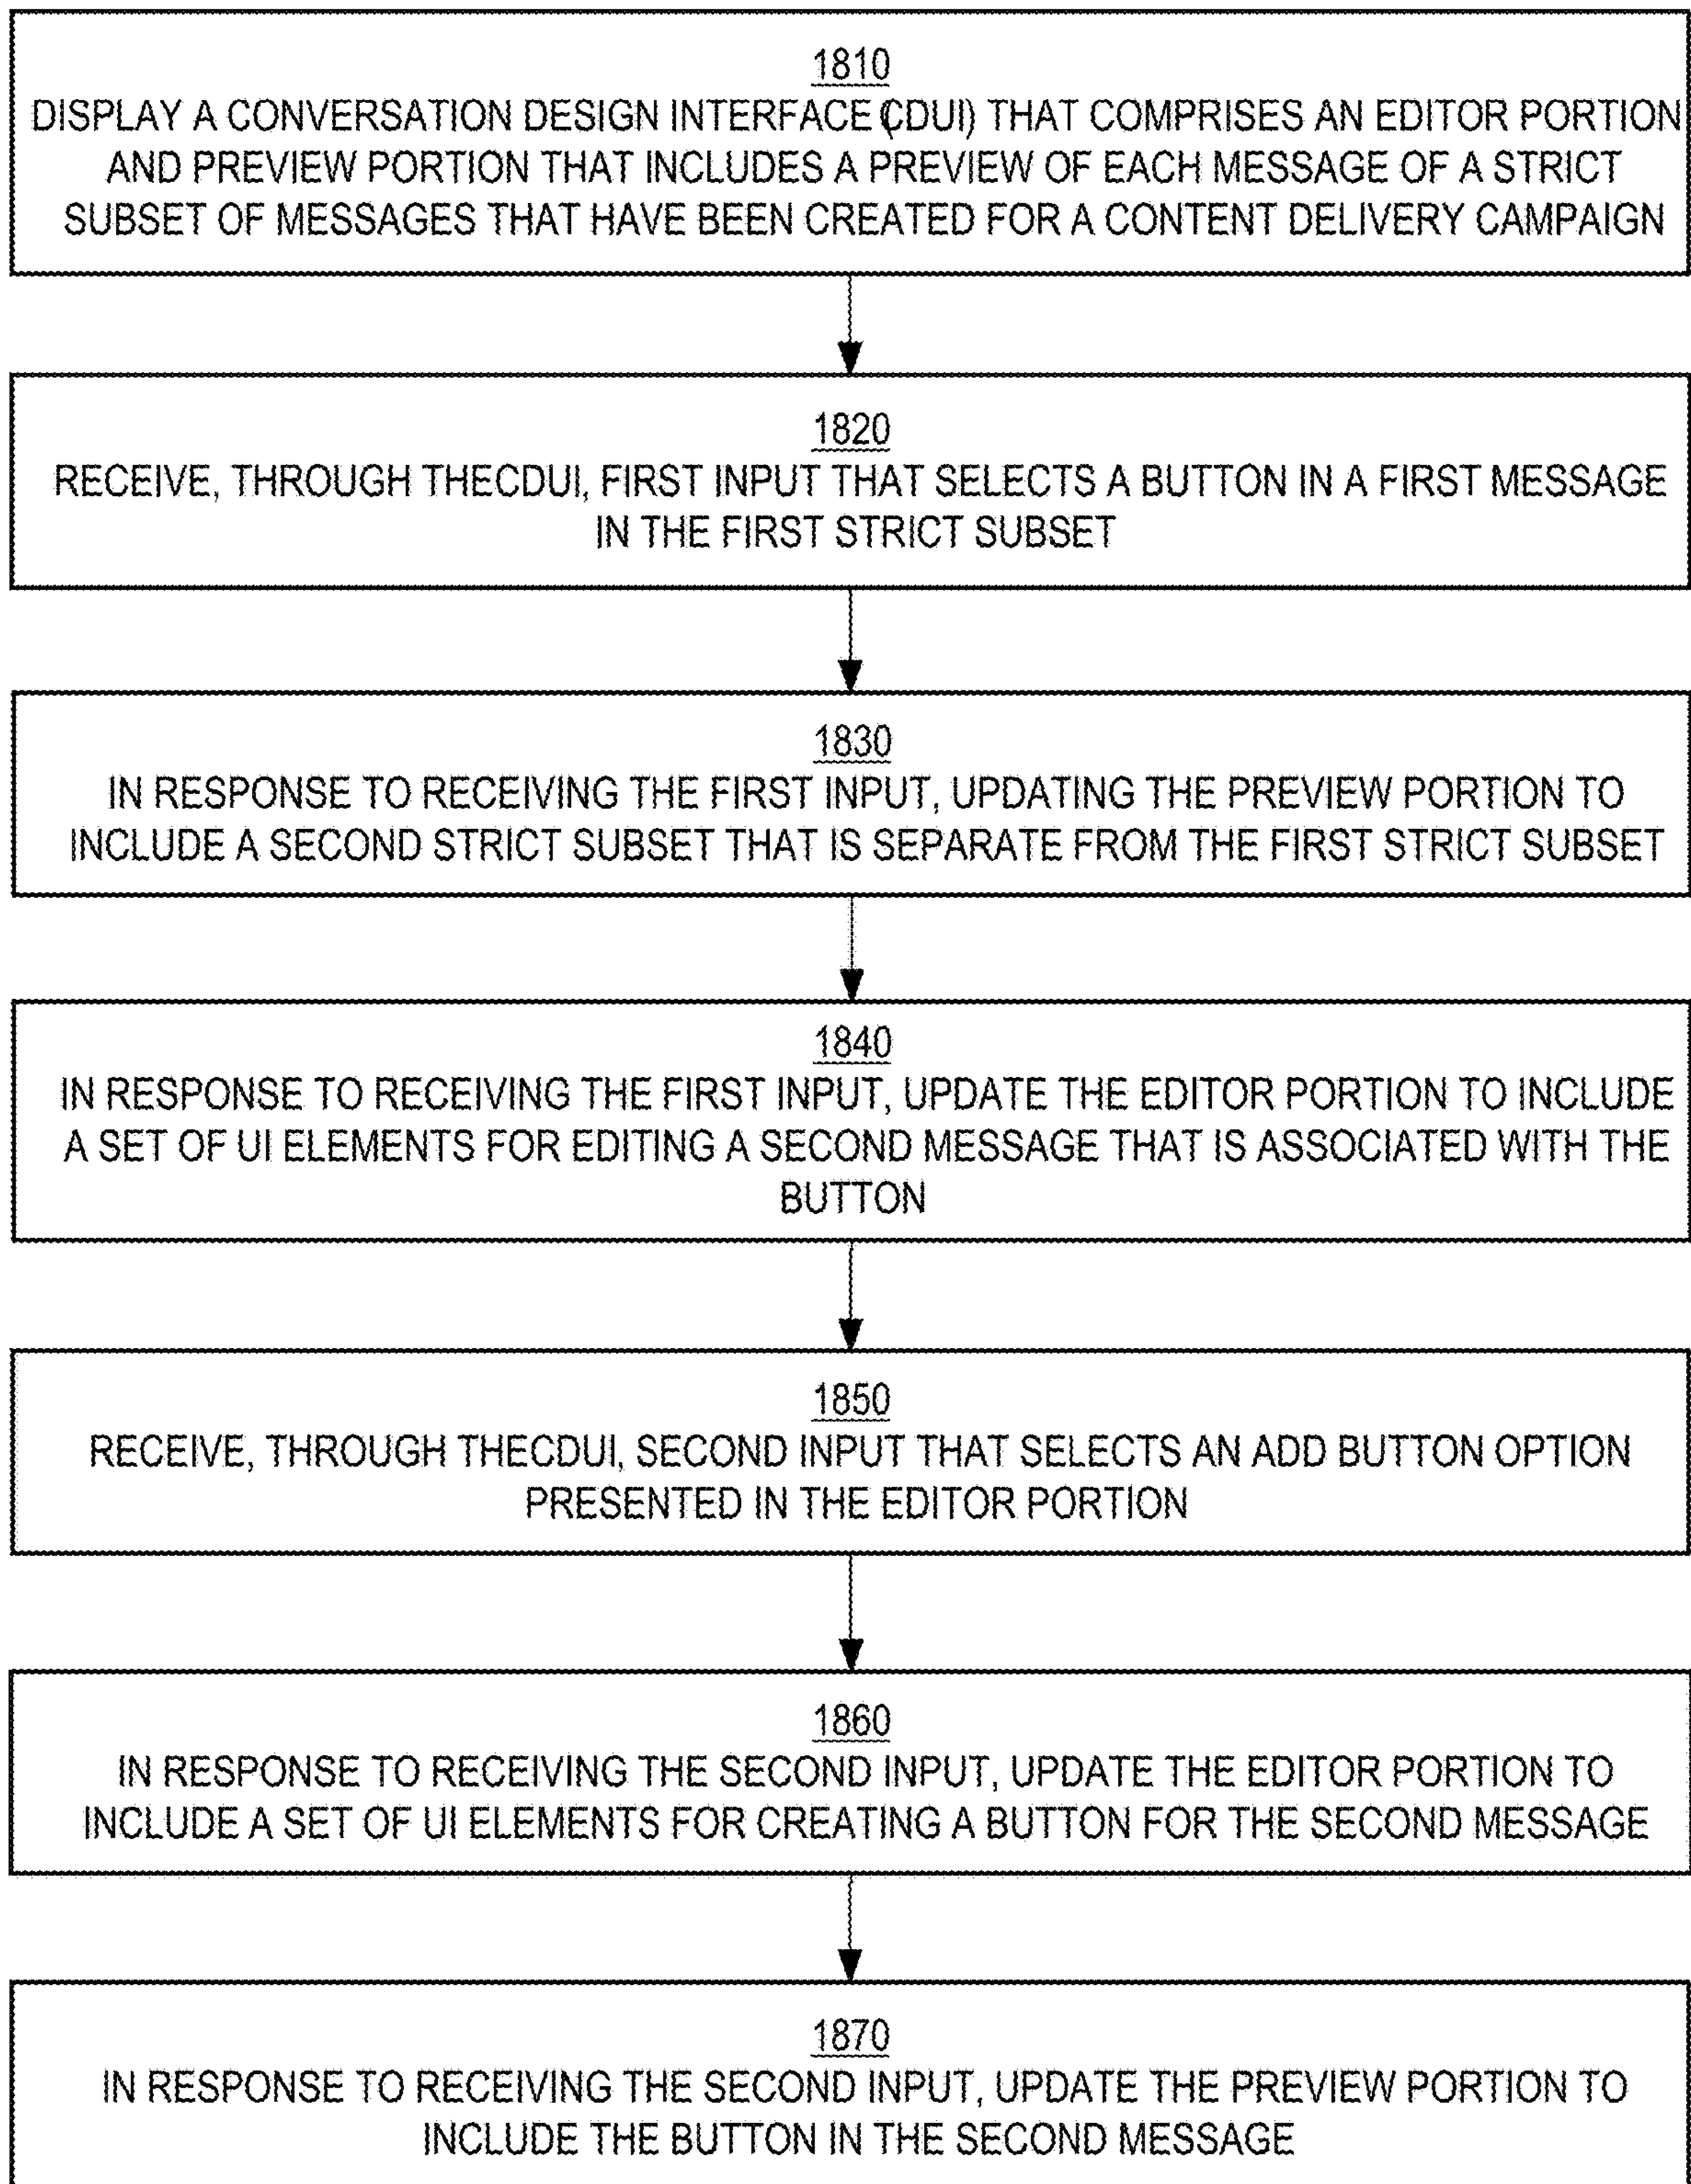 1810
DISPLAY A CONVERSATION DESIGN INTERFACE (CDUI) THAT COMPRISES AN EDITOR PORTION
AND PREVIEW PORTION THAT INCLUDES A PREVIEW OF EACH MESSAGE OF A STRICT
SUBSET OF MESSAGES THAT HAVE BEEN CREATED FOR A CONTENT DELIVERY CAMPAIGN
1820
RECEIVE, THROUGH THECDUI, FIRST INPUT THAT SELECTS A BUTTON IN A FIRST MESSAGE
IN THE FIRST STRICT SUBSET
1830
IN RESPONSE TO RECEIVING THE FIRST INPUT, UPDATING THE PREVIEW PORTION TO
INCLUDE A SECOND STRICT SUBSET THAT IS SEPARATE FROM THE FIRST STRICT SUBSET
1840
IN RESPONSE TO RECEIVING THE FIRST INPUT, UPDATE THE EDITOR PORTION TO INCLUDE
A SET OF UI ELEMENTS FOR EDITING A SECOND MESSAGE THAT IS ASSOCIATED WITH THE
BUTTON
1850
RECEIVE, THROUGH THECDUI, SECOND INPUT THAT SELECTS AN ADD BUTTON OPTION
PRESENTED IN THE EDITOR PORTION
1860
IN RESPONSE TO RECEIVING THE SECOND INPUT, UPDATE THE EDITOR PORTION TO
INCLUDE A SET OF UI ELEMENTS FOR CREATING A BUTTON FOR THE SECOND MESSAGE
1870
IN RESPONSE TO RECEIVING THE SECOND INPUT, UPDATE THE PREVIEW PORTION TO
INCLUDE THE BUTTON IN THE SECOND MESSAGE